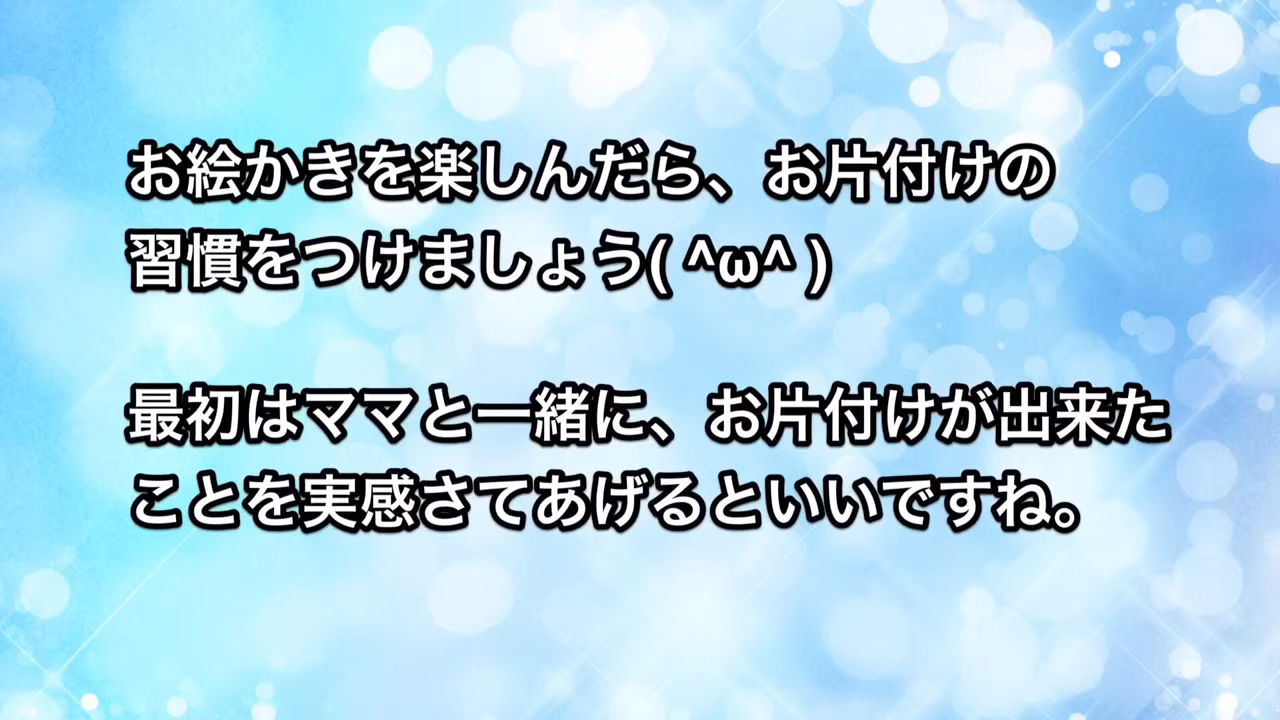 お絵かきを楽しんだら、お片付けの
習慣をつけましょう( ^ω^ )
最初はママと一緒に、お片付けが出来た
ことを実感さてあげるといいですね。